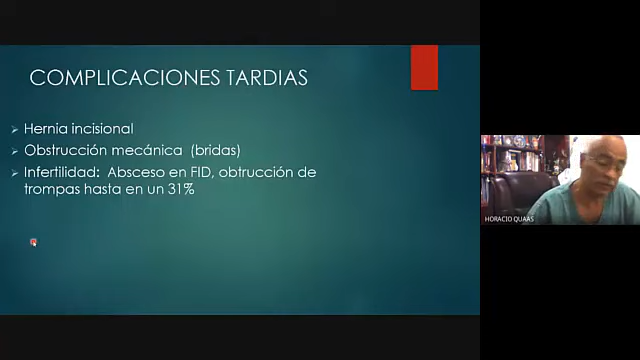 COMPLICACIONES TARDIAS
➢ Hernia incisional
➢ Obstrucción mecánica (bridas)
➢ Infertilidad: Absceso en FID, obtrucción de
trompas hasta en un 31%
HORACIO QUAAS